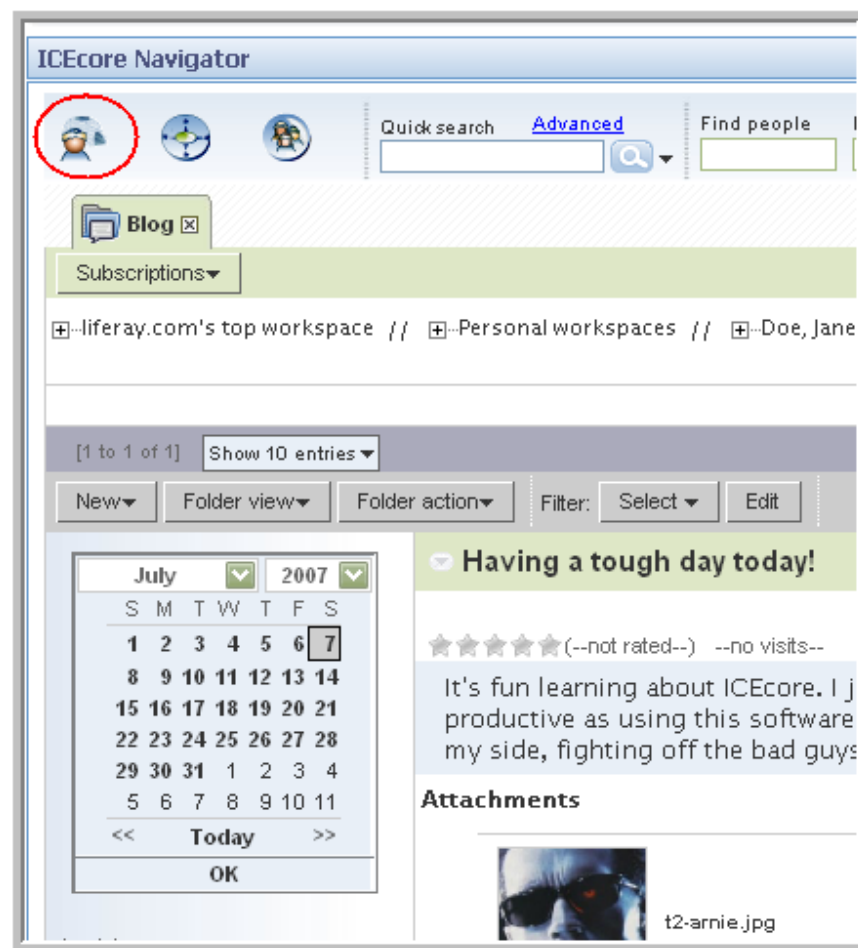 ICEcore Navigator
Quick search Advanced Find people
Blog
Subscriptions
liferay.com's top workspace // Personal workspaces // Doe, Jane
[1 to 1 of 1] Show 10 entries
New Folder view Folder action Filter: Select Edit
July 2007
S M T W T F S
1 2 3 4 5 6 7
8 9 10 11 12 13 14
15 16 17 18 19 20 21
22 23 24 25 26 27 28
29 30 31 1 2 3 4
5 6 7 8 9 10 11
<< Today >>
OK
Having a tough day today!
(--not rated--) --no visits--
It's fun learning about ICEcore. I j
productive as using this software
my side, fighting off the bad guys
Attachments
t2-arnie.jpg